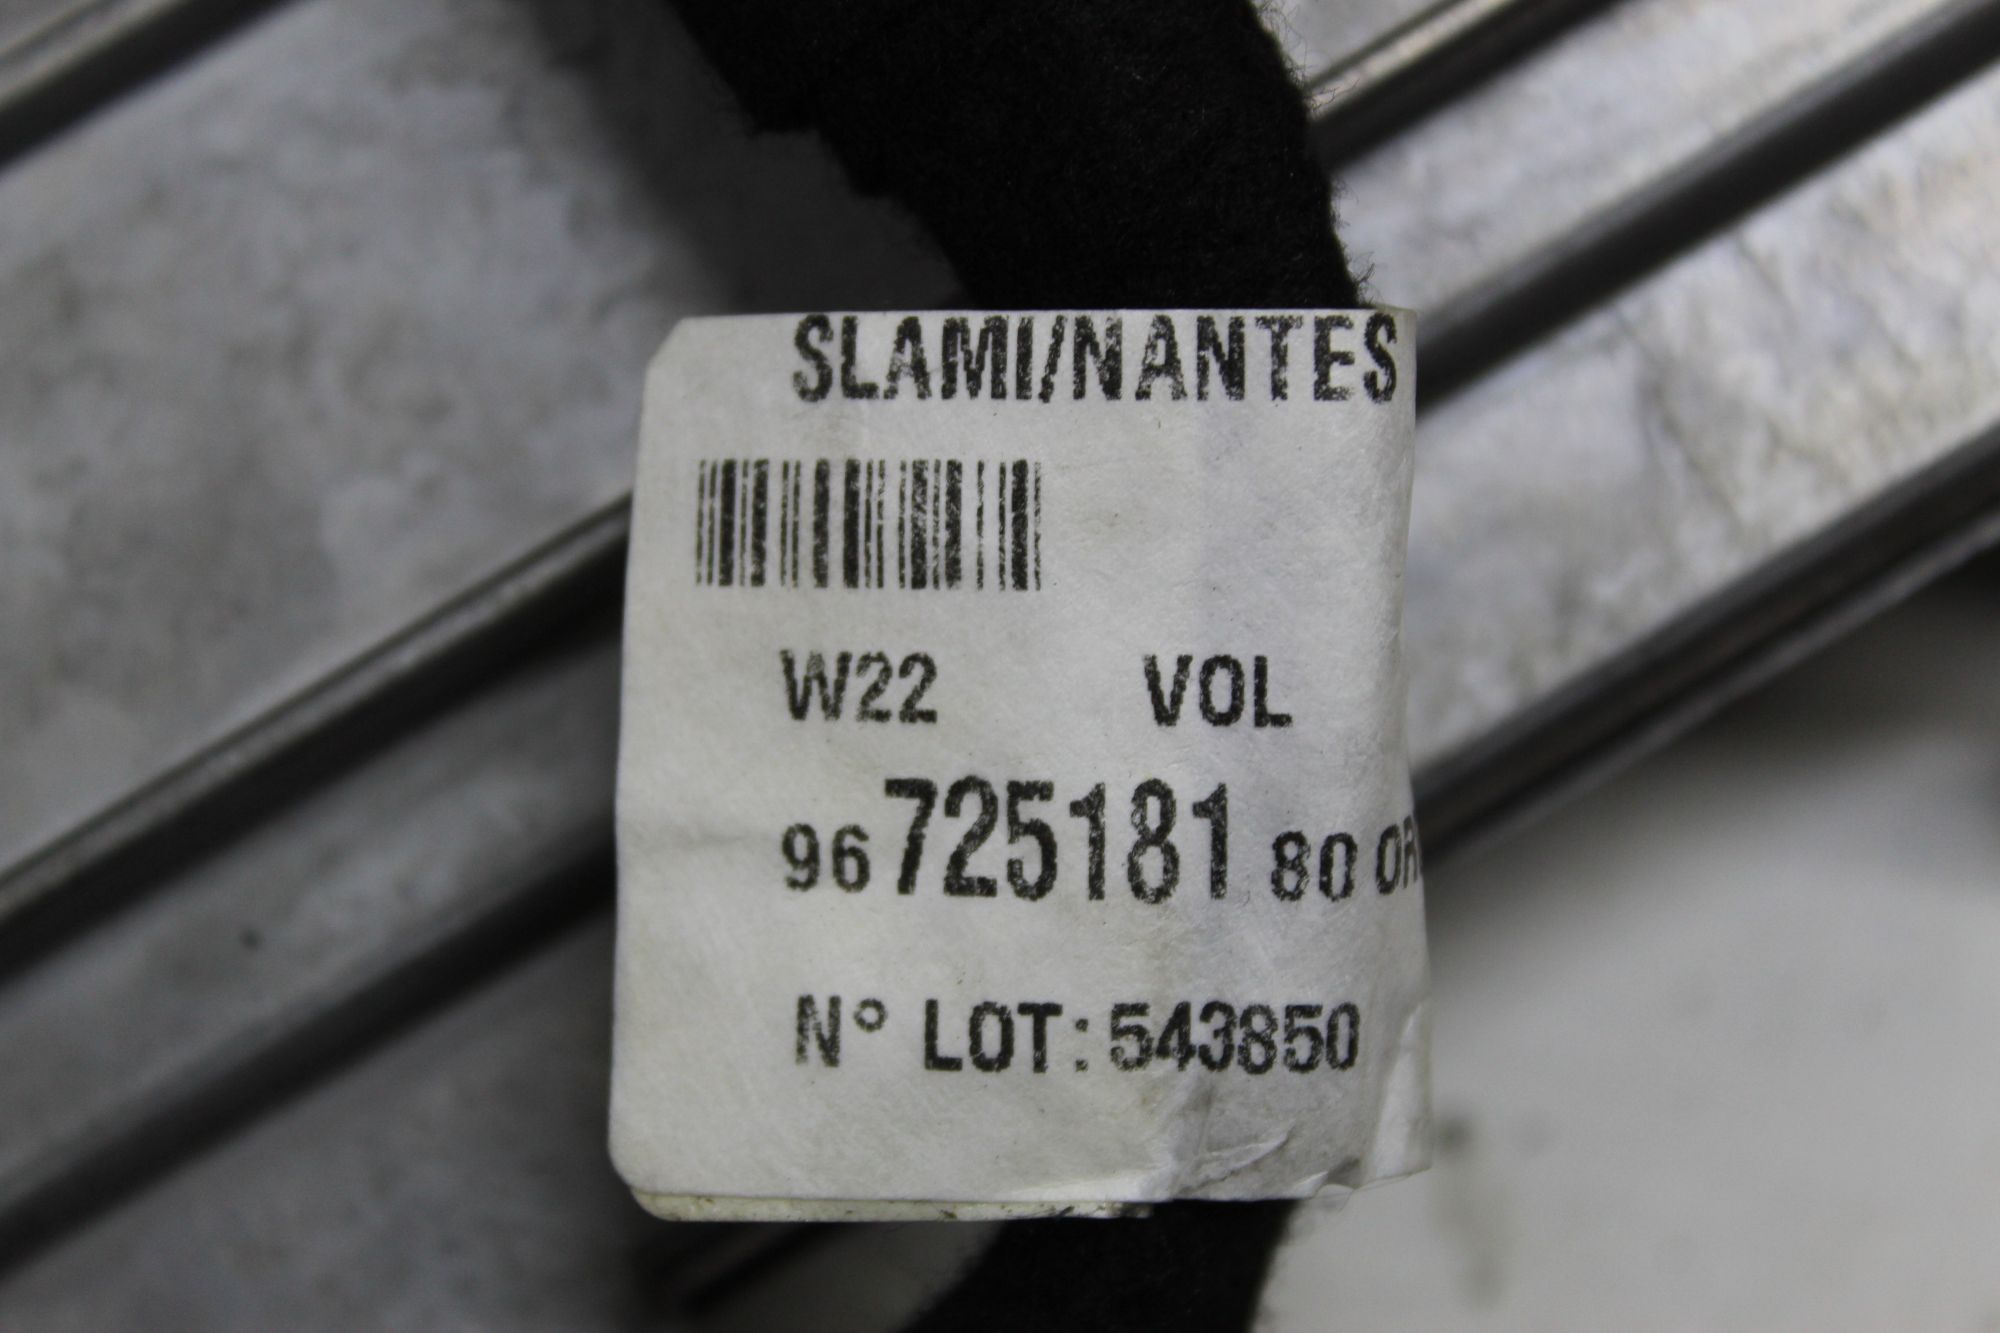 SLAMI/NANTES
W22 VOL
96 725181 80
N° LOT: 543850